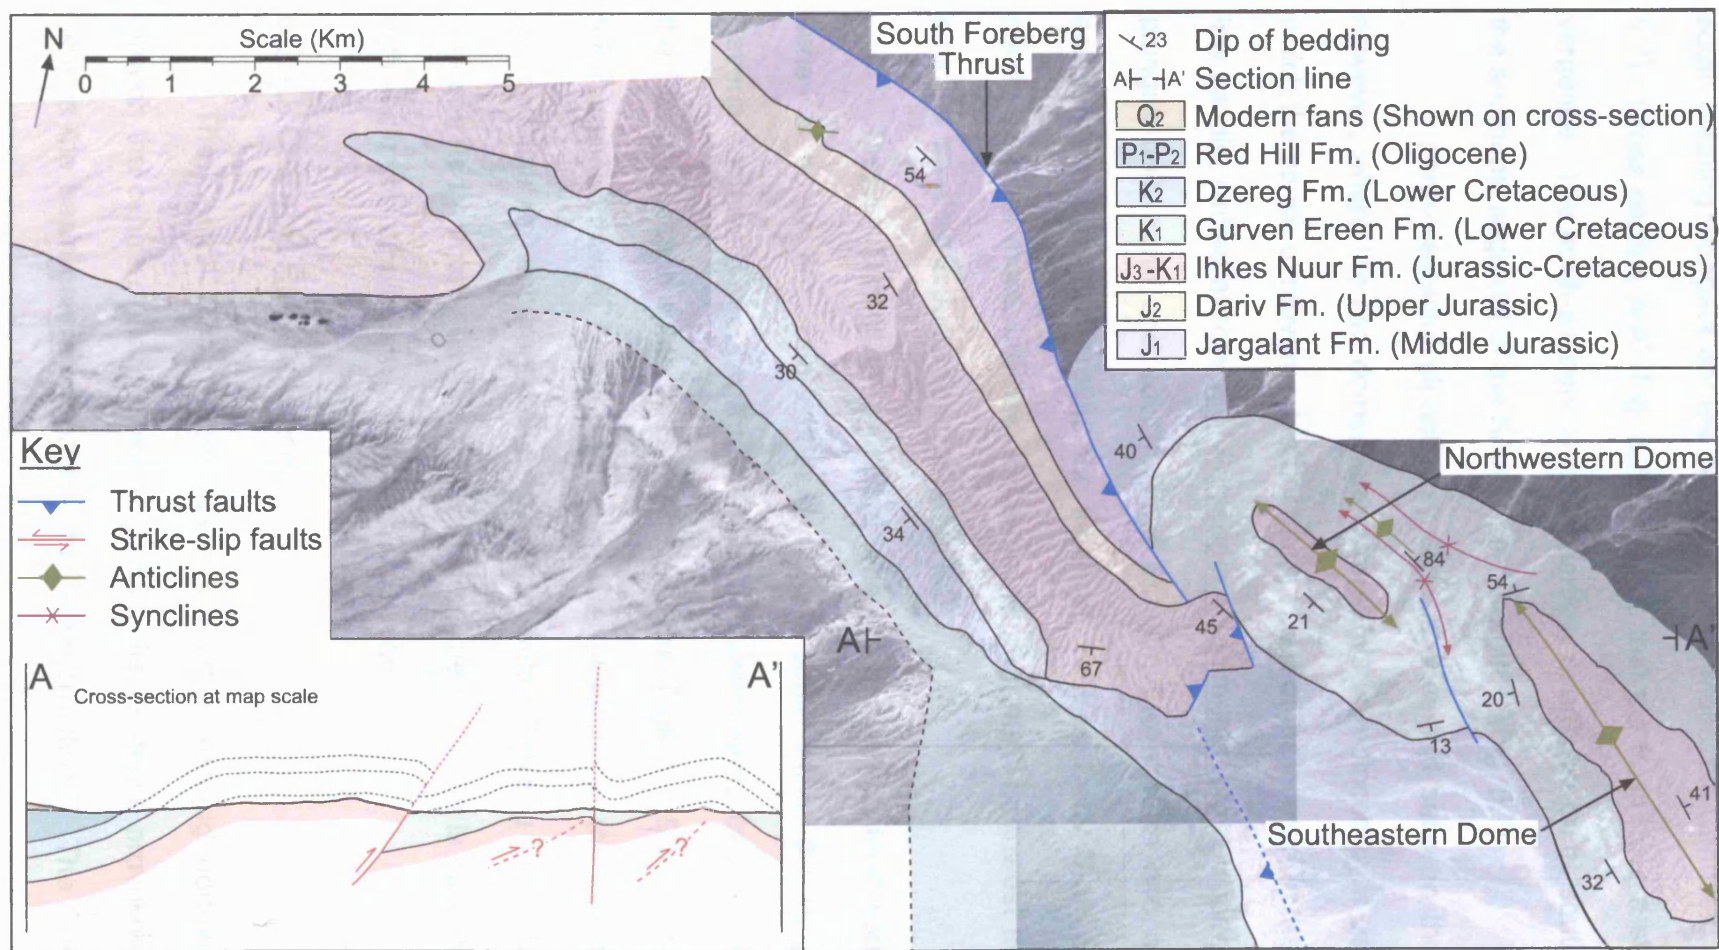 N
Scale (Km)
0 1 2 3 4 5
South Foreberg
Thrust
23 Dip of bedding
A A' Section line
Q2 Modern fans (Shown on cross-section)
P1-P2 Red Hill Fm. (Oligocene)
K2 Dzereg Fm. (Lower Cretaceous)
K1 Gurven Ereen Fm. (Lower Cretaceous)
J3-K1 Ihkes Nuur Fm. (Jurassic-Cretaceous)
J2 Dariv Fm. (Upper Jurassic)
J1 Jargalant Fm. (Middle Jurassic)
54
32
30
40
34
Northwestern Dome
84
54
21
45
67
A
A'
20
13
41
Southeastern Dome
32
Key
Thrust faults
Strike-slip faults
Anticlines
Synclines
A
A'
Cross-section at map scale
?
?